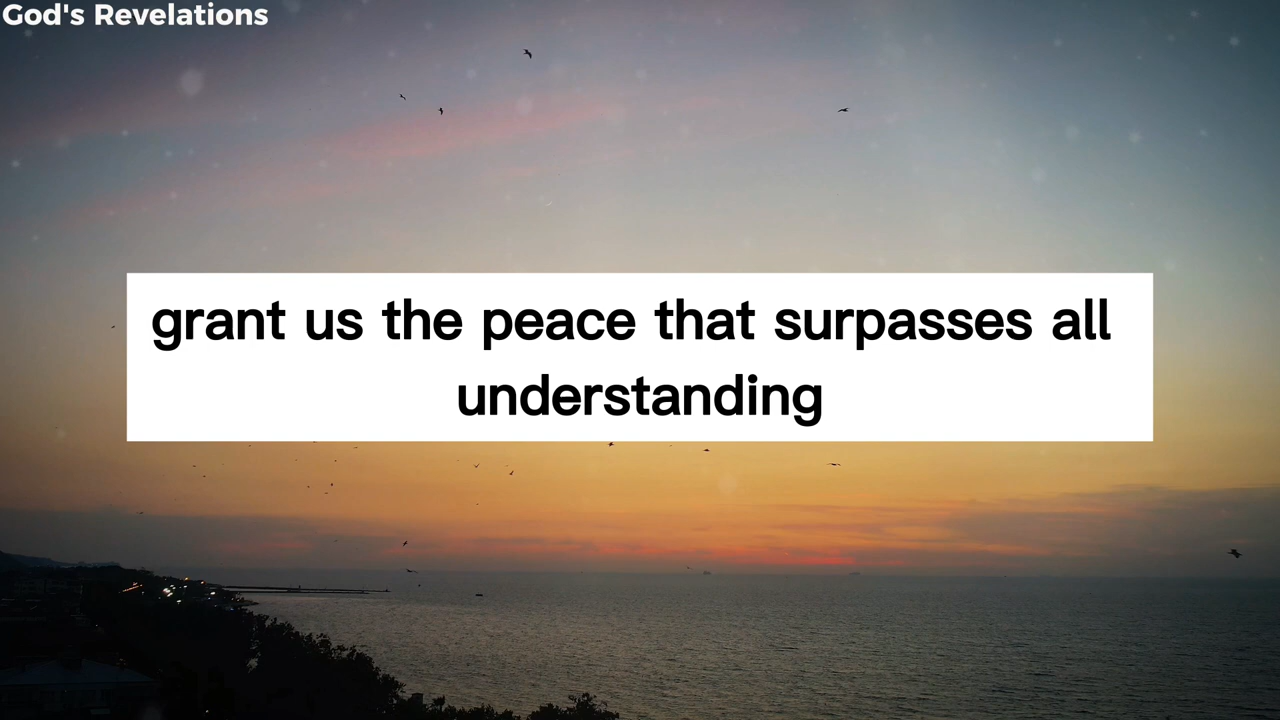 God's Revelations
grant us the peace that surpasses all
understanding